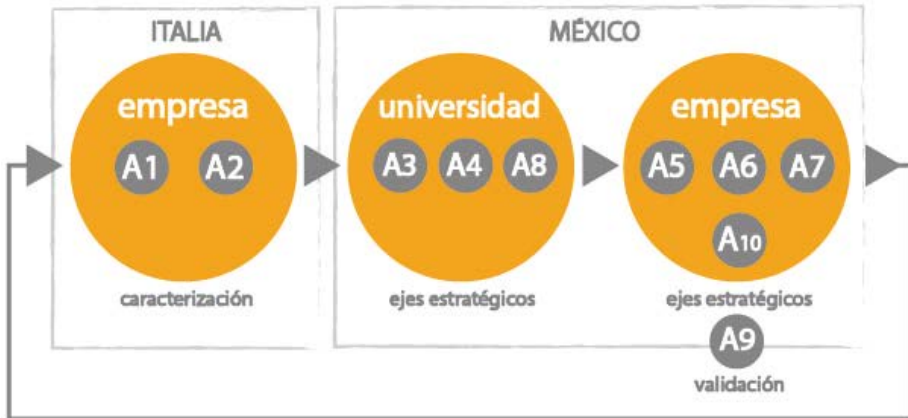 ITALIA
empresa
A1 A2
caracterización
MÉXICO
universidad
A3 A4 A8
ejes estratégicos
empresa
A5 A6 A7
A10
ejes estratégicos
A9
validación